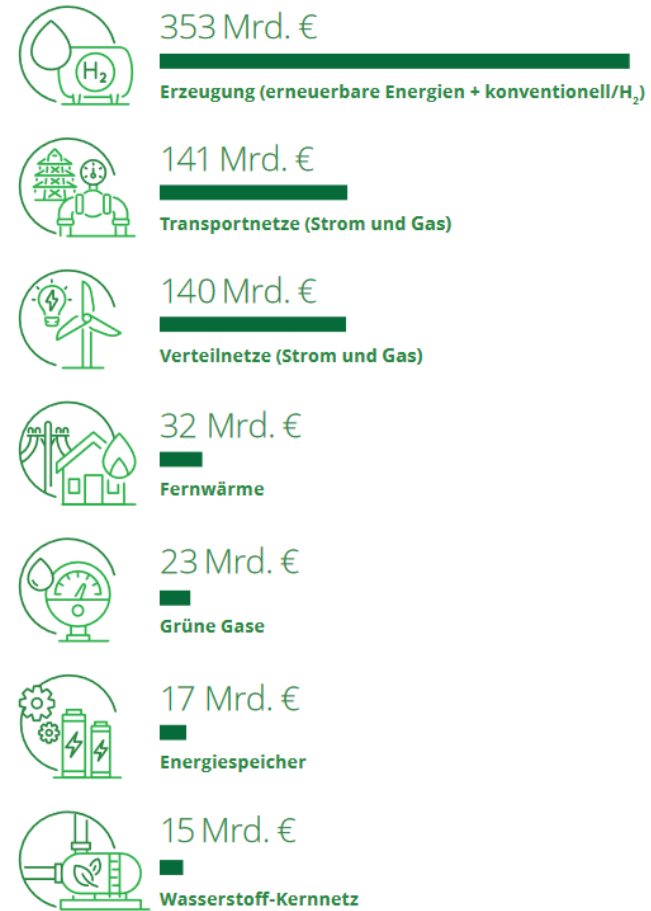 353 Mrd. €
H₂
Erzeugung (erneuerbare Energien + konventionell/H₂)
141 Mrd. €
Transportnetze (Strom und Gas)
140 Mrd. €
Verteilnetze (Strom und Gas)
32 Mrd. €
Fernwärme
23 Mrd. €
Grüne Gase
17 Mrd. €
Energiespeicher
15 Mrd. €
Wasserstoff-Kernnetz